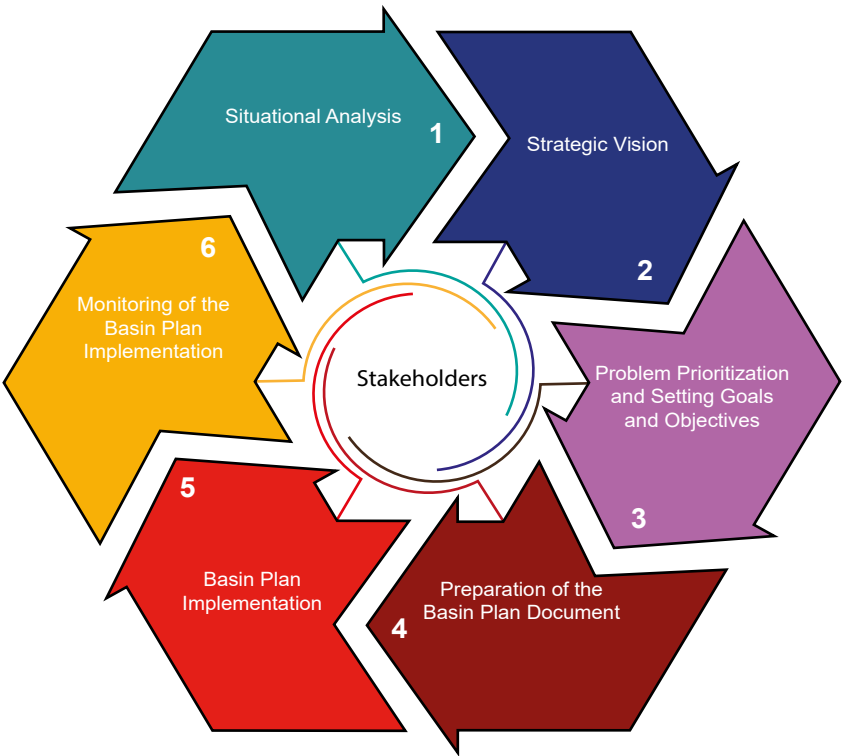 Situational Analysis
1
Strategic Vision
2
Problem Prioritization
and Setting Goals
and Objectives
3
Preparation of the
Basin Plan Document
4
Basin Plan
Implementation
5
Monitoring of the
Basin Plan
Implementation
6
Stakeholders